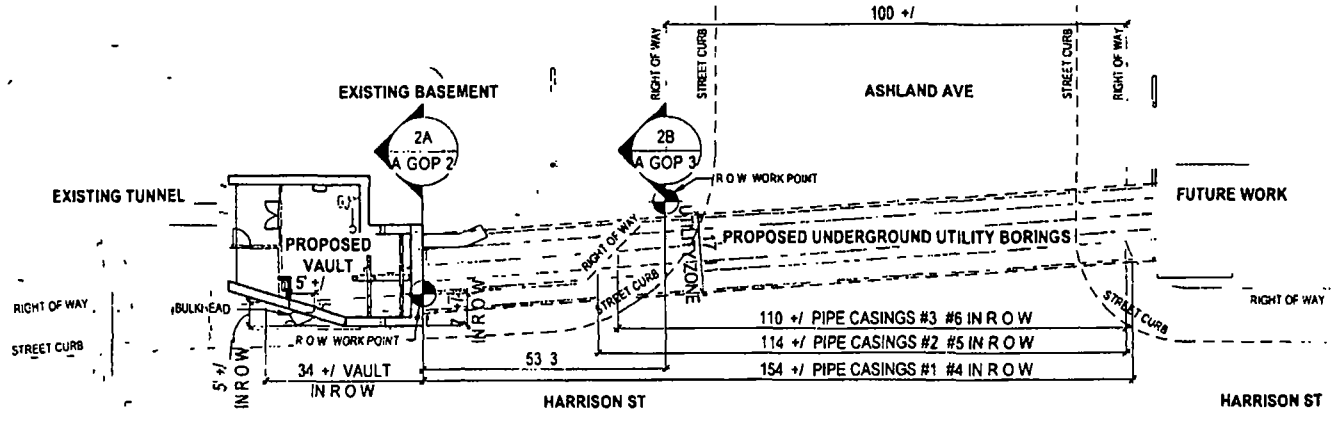 100 +/
RIGHT OF WAY
STREET CURB
STREET CURB
RIGHT OF WAY
EXISTING BASEMENT
ASHLAND AVE
2A
A GOP 2
2B
A GOP 3
R O W WORK POINT
EXISTING TUNNEL
FUTURE WORK
PROPOSED
VAULT
5' +/
RIGHT OF WAY
STREET CURB
UTILITY ZONE
17
PROPOSED UNDERGROUND UTILITY BORINGS
RIGHT OF WAY
STREET CURB
BULKHEAD
R O W WORK POINT
IN R O W
STREET CURB
RIGHT OF WAY
STREET CURB
110 +/ PIPE CASINGS #3 #6 IN R O W
114 +/ PIPE CASINGS #2 #5 IN R O W
53 3
154 +/ PIPE CASINGS #1 #4 IN R O W
34 +/ VAULT
IN R O W
5' +/
IN R O W
HARRISON ST
HARRISON ST